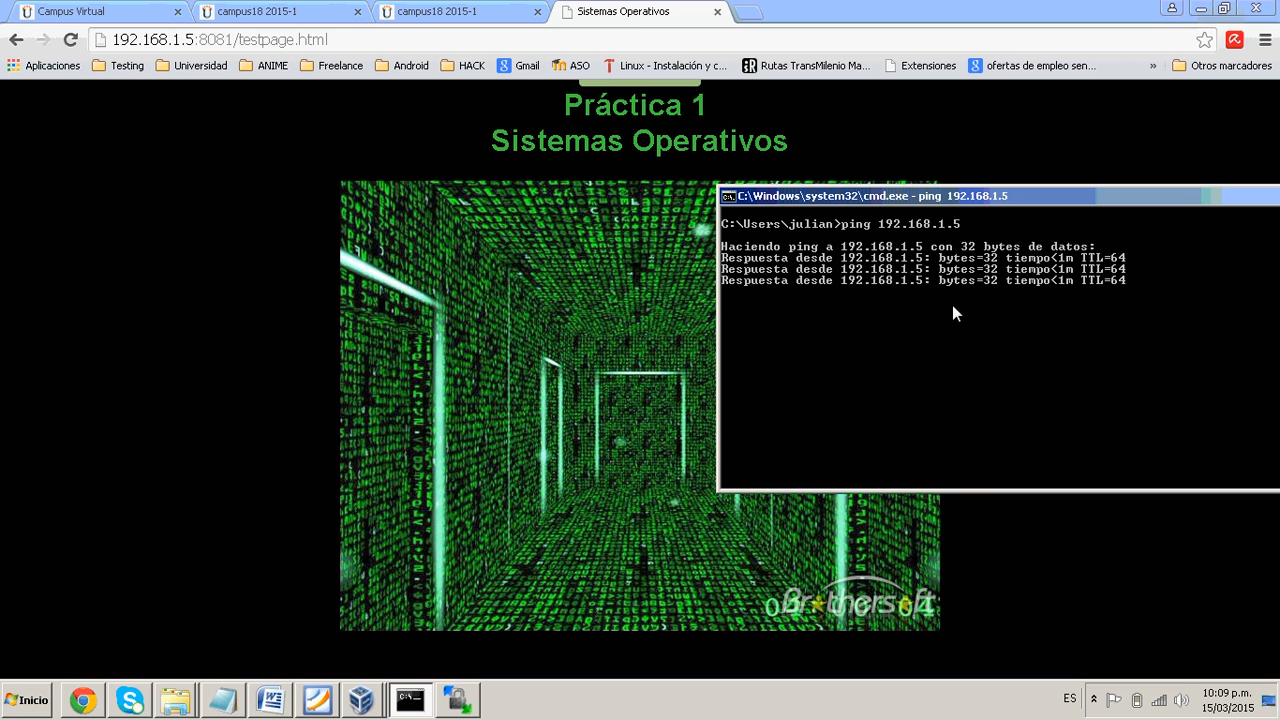 Campus Virtual
campus18 2015-1
campus18 2015-1
Sistemas Operativos
192.168.1.5:8081/testpage.html
Aplicaciones Testing Universidad ANIME Freelance Android HACK Gmail ASO Linux - Instalación y c... Rutas TransMilenio Ma... Extensiones ofertas de empleo sen... » Otros marcadores
Práctica 1
Sistemas Operativos
C:\Windows\system32\cmd.exe - ping 192.168.1.5
C:\Users\julian>ping 192.168.1.5
Haciendo ping a 192.168.1.5 con 32 bytes de datos:
Respuesta desde 192.168.1.5: bytes=32 tiempo<1m TTL=64
Respuesta desde 192.168.1.5: bytes=32 tiempo<1m TTL=64
Respuesta desde 192.168.1.5: bytes=32 tiempo<1m TTL=64
Brothersoft
Inicio
ES
10:09 p.m.
15/03/2015